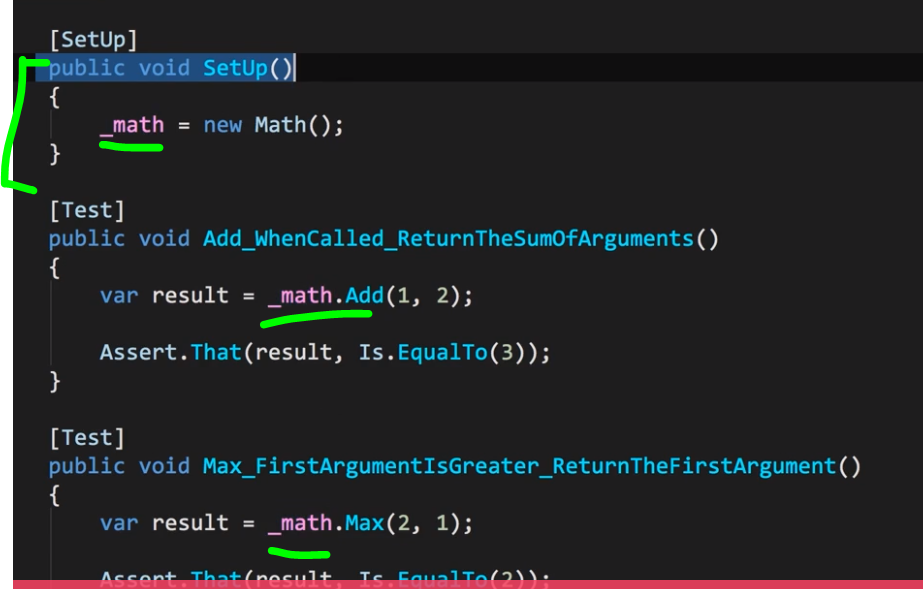 [SetUp]
public void SetUp()
{
_math = new Math();
}
[Test]
public void Add_WhenCalled_ReturnTheSumOfArguments()
{
var result = _math.Add(1, 2);
Assert.That(result, Is.EqualTo(3));
}
[Test]
public void Max_FirstArgumentIsGreater_ReturnTheFirstArgument()
{
var result = _math.Max(2, 1);
Assert.That(result, Is.EqualTo(2));